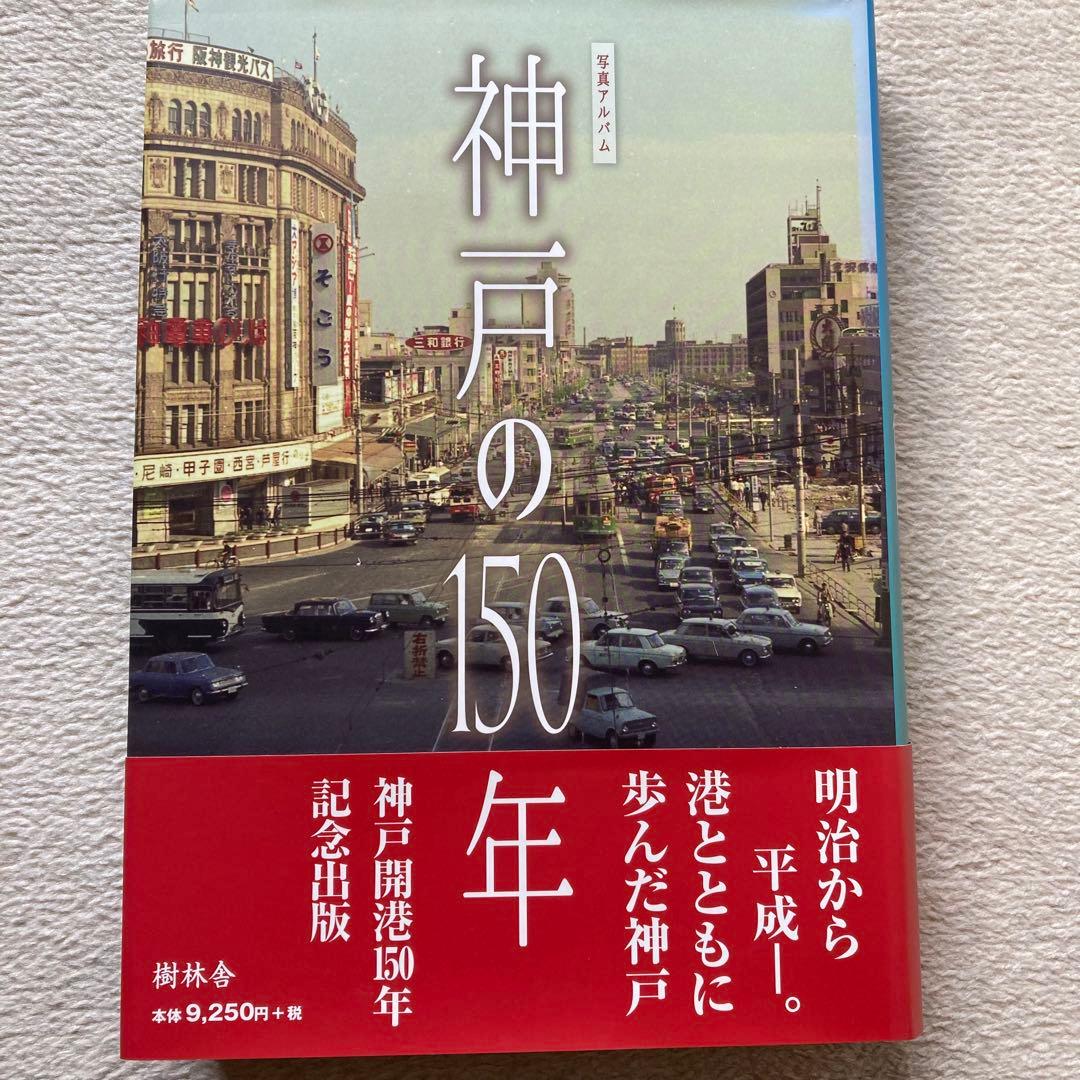 写真アルバム
神戸の150年
旅行 阪神観光バス
そごう
三和銀行
尼崎・甲子園・西宮・芦屋行
右折禁止
明治から
平成―。
港とともに
歩んだ神戸
神戸開港150年
記念出版
樹林舎
本体9,250円+税